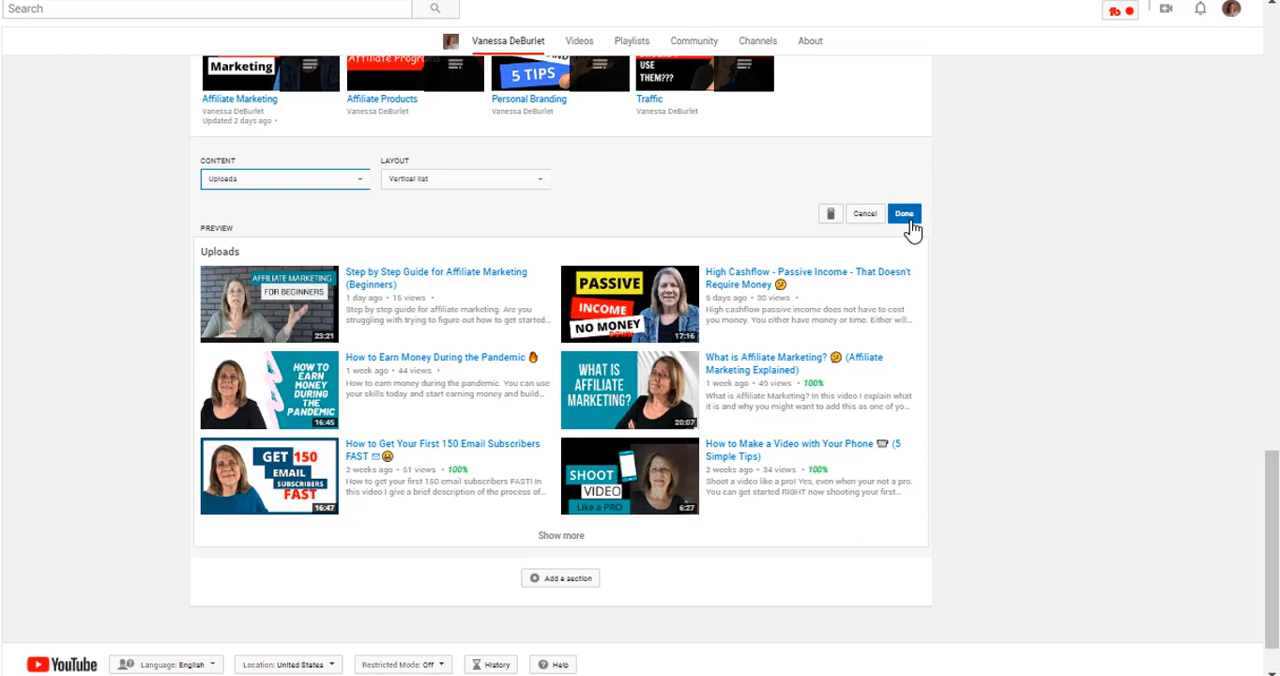 Search
Vanessa DeBurlet
Videos
Playlists
Community
Channels
About
Marketing
Affiliate Programs
AND
5 TIPS
USE
THEM???
Affiliate Marketing
Vanessa DeBurlet
Updated 2 days ago •
Affiliate Products
Vanessa DeBurlet
Personal Branding
Vanessa DeBurlet
Traffic
Vanessa DeBurlet
CONTENT
LAYOUT
Uploads
Vertical list
Cancel
Done
PREVIEW
Uploads
AFFILIATE MARKETING
FOR BEGINNERS
23:21
Step by Step Guide for Affiliate Marketing
(Beginners)
1 day ago • 16 views •
Step by step guide for affiliate marketing. Are you
struggling with trying to figure out how to get started...
PASSIVE
INCOME
NO MONEY
DOWN
17:16
High Cashflow - Passive Income - That Doesn't
Require Money 🤔
5 days ago • 30 views •
High cashflow passive income does not have to cost
you money. You either have money or time. Either will...
HOW TO
EARN
MONEY
DURING
THE
PANDEMIC
16:45
How to Earn Money During the Pandemic 🔥
1 week ago • 44 views •
How to earn money during the pandemic. You can use
your skills today and start earning money and build...
WHAT IS
AFFILIATE
MARKETING?
20:07
What is Affiliate Marketing? 🤔 (Affiliate
Marketing Explained)
1 week ago • 49 views • 100%
What is Affiliate Marketing? In this video I explain what
it is and why you might want to add this as one of yo...
GET 150
EMAIL
SUBSCRIBERS
FAST
16:47
How to Get Your First 150 Email Subscribers
FAST ✉😀
2 weeks ago • 61 views • 100%
How to get your first 150 email subscribers FAST! In
this video I give a brief description of the process of...
SHOOT
VIDEO
Like a PRO
6:27
How to Make a Video with Your Phone (5
Simple Tips)
2 weeks ago • 34 views • 100%
Shoot a video like a pro! Yes, even when your not a pro.
You can get started RIGHT now shooting your first...
Show more
Add a section
YouTube
Language: English
Location: United States
Restricted Mode: Off
History
Help